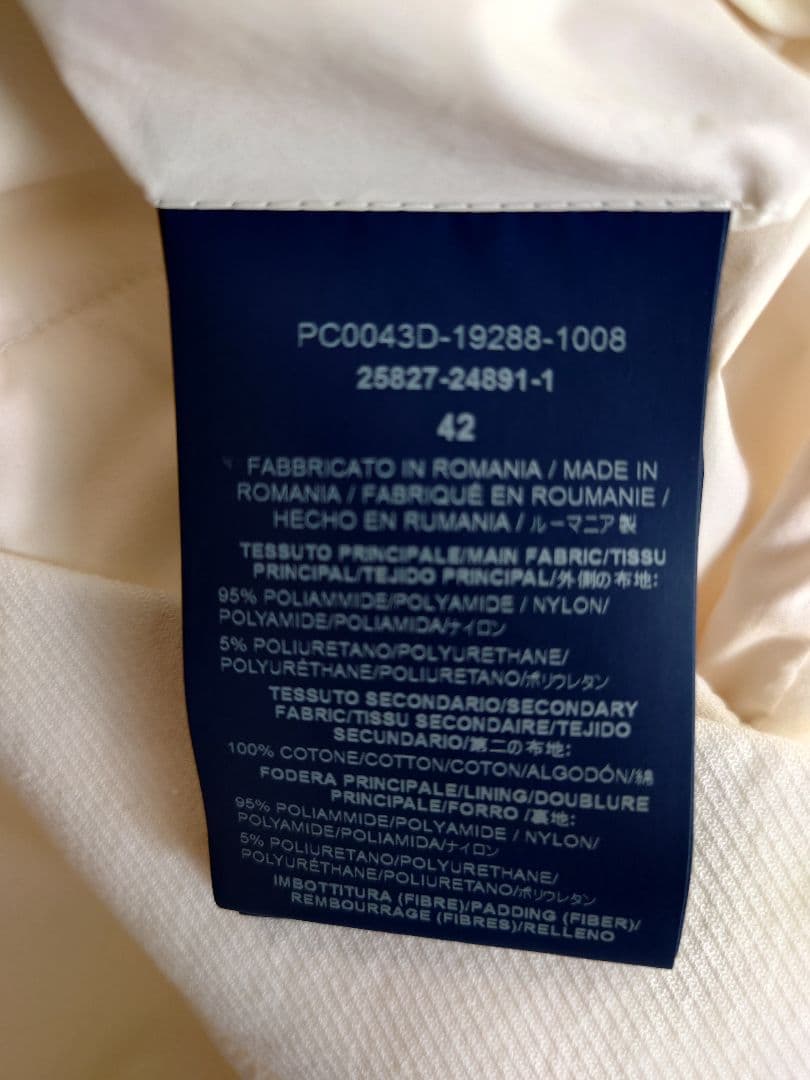 PC0043D-19288-1008
25827-24891-1
42
FABBRICATO IN ROMANIA / MADE IN
ROMANIA / FABRIQUÉ EN ROUMANIE /
HECHO EN RUMANIA / ルーマニア製
TESSUTO PRINCIPALE/MAIN FABRIC/TISSU
PRINCIPAL/TEJIDO PRINCIPAL/外側の布地:
95% POLIAMMIDE/POLYAMIDE / NYLON/
POLYAMIDE/POLIAMIDA/ナイロン
5% POLIURETANO/POLYURETHANE/
POLYURÉTHANE/POLIURETANO/ポリウレタン
TESSUTO SECONDARIO/SECONDARY
FABRIC/TISSU SECONDAIRE/TEJIDO
SECUNDARIO/第二の布地:
100% COTONE/COTTON/COTON/ALGODÓN/綿
FODERA PRINCIPALE/LINING/DOUBLURE
PRINCIPALE/FORRO /裏地:
95% POLIAMMIDE/POLYAMIDE / NYLON/
POLYAMIDE/POLIAMIDA/ナイロン
5% POLIURETANO/POLYURETHANE/
POLYURÉTHANE/POLIURETANO/ポリウレタン
IMBOTTITURA (FIBRE)/PADDING (FIBER)/
REMBOURRAGE (FIBRES)/RELLENO